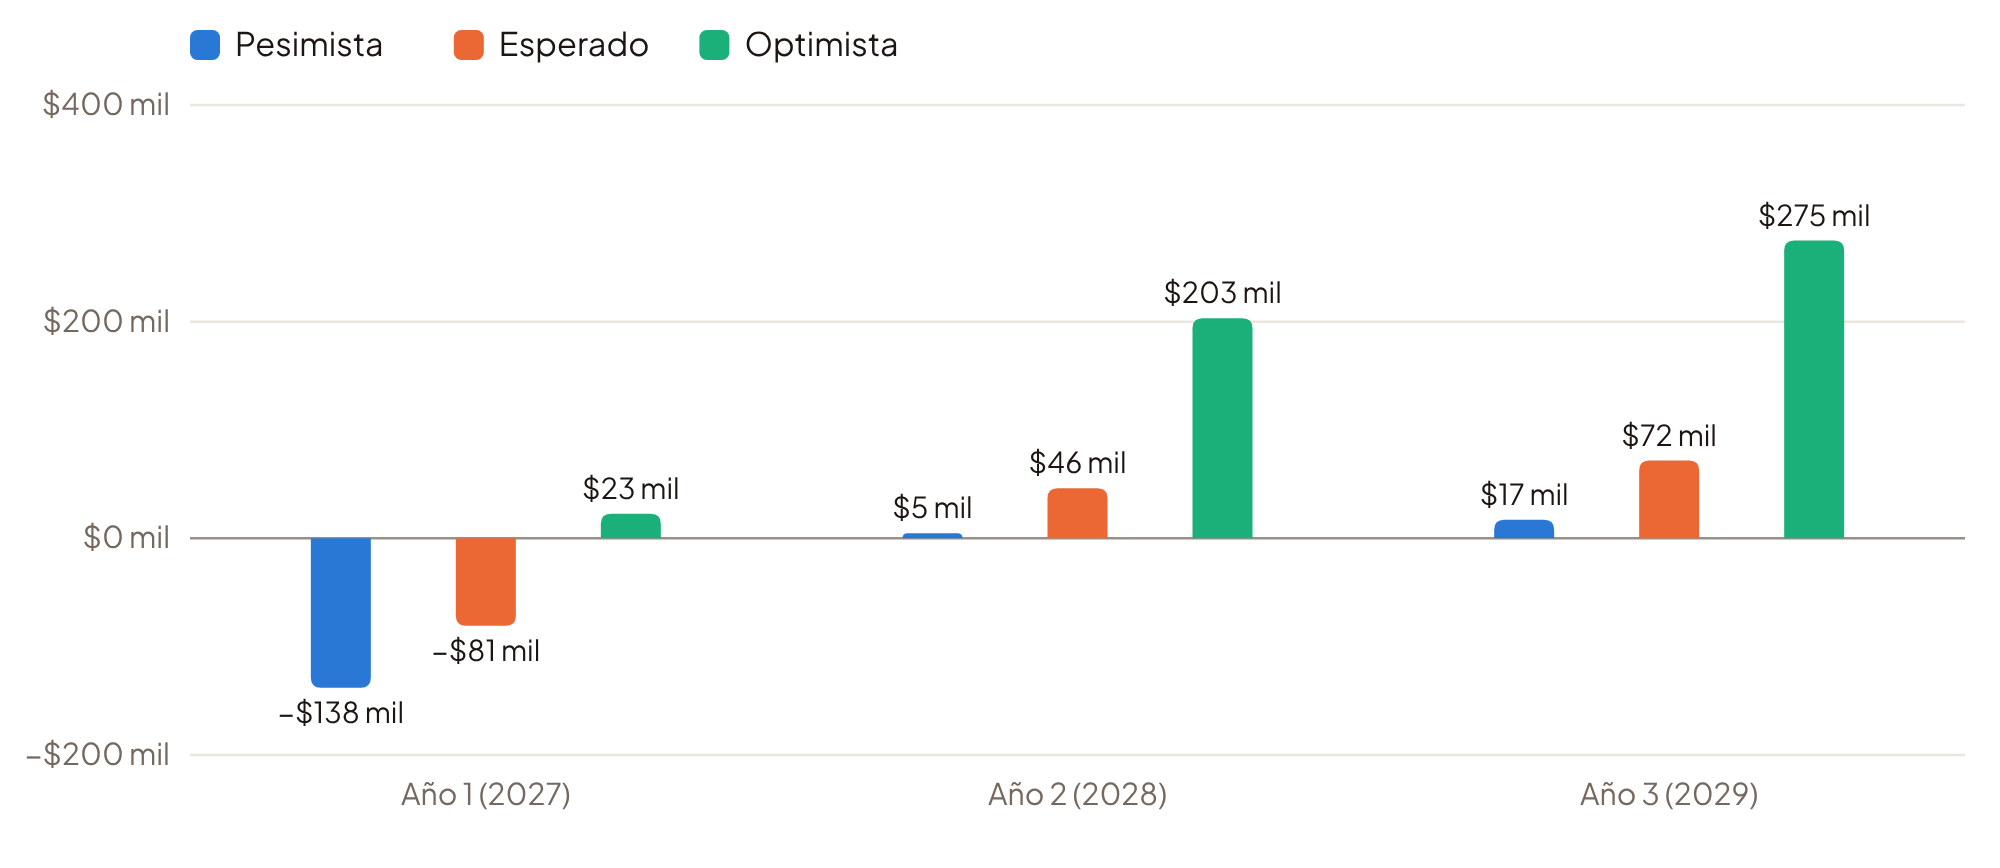 Pesimista Esperado Optimista
$400 mil
$200 mil
$0 mil
−$200 mil
−$138 mil
−$81 mil
$23 mil
$5 mil
$46 mil
$203 mil
$17 mil
$72 mil
$275 mil
Año 1 (2027) Año 2 (2028) Año 3 (2029)